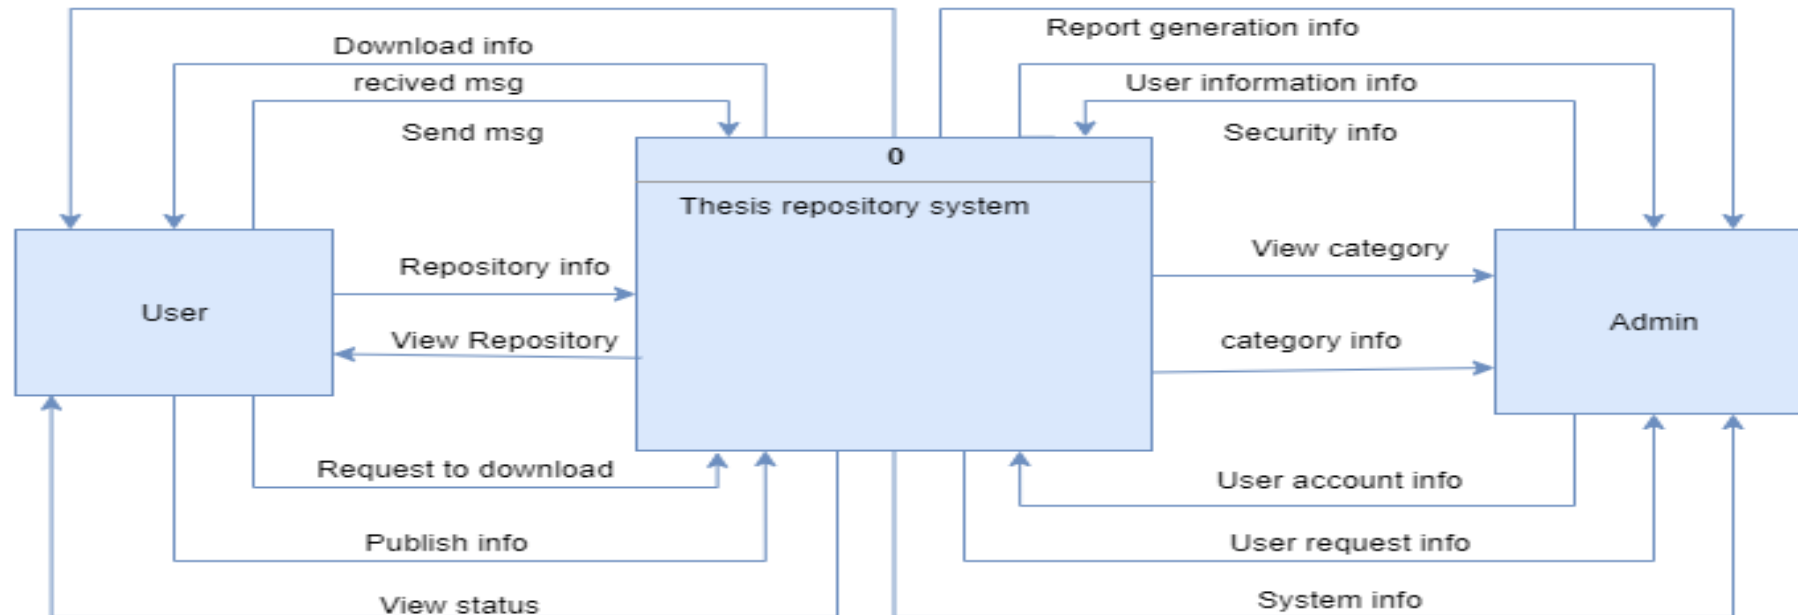 Report generation info
Download info
recived msg
User information info
Send msg
Security info
0
Thesis repository system
View category
Repository info
User
Admin
View Repository
category info
Request to download
User account info
Publish info
User request info
View status
System info